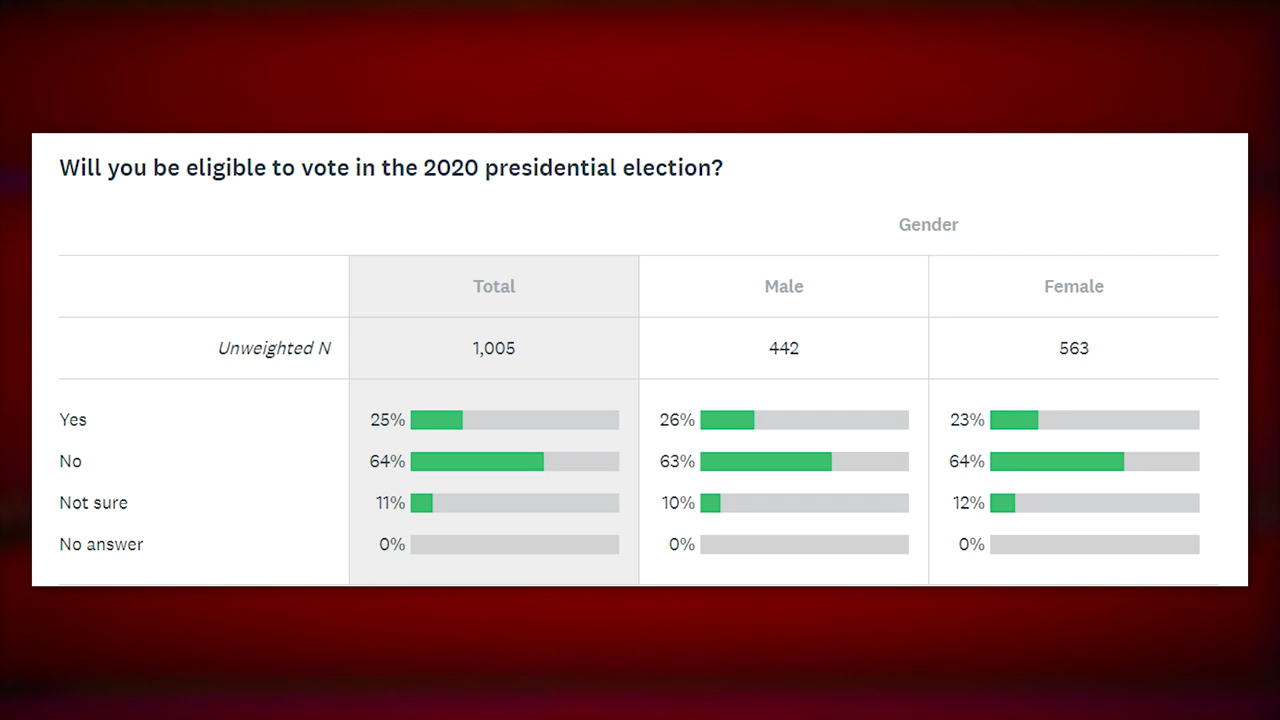 Will you be eligible to vote in the 2020 presidential election?
Gender
Total Male Female
Unweighted N 1,005 442 563
Yes 25% 26% 23%
No 64% 63% 64%
Not sure 11% 10% 12%
No answer 0% 0% 0%